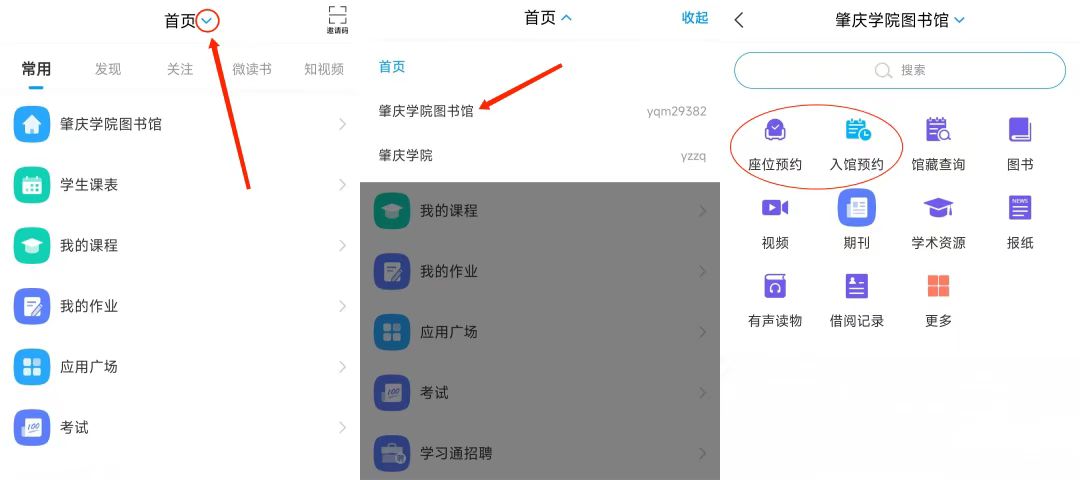 首页
邀请码
常用 发现 关注 微读书 知视频
肇庆学院图书馆
学生课表
我的课程
我的作业
应用广场
100
考试
首页
收起
首页
肇庆学院图书馆 yqm29382
肇庆学院 yzzq
我的课程
我的作业
应用广场
100
考试
聘
学习通招聘
肇庆学院图书馆
搜索
座位预约 入馆预约 馆藏查询 图书
NEWS
视频 期刊 学术资源 报纸
有声读物 借阅记录 更多